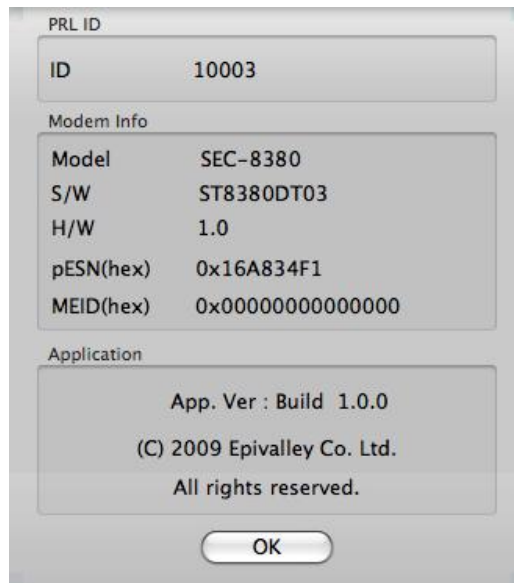 PRL ID
ID 10003
Modem Info
Model SEC-8380
S/W ST8380DT03
H/W 1.0
pESN(hex) 0x16A834F1
MEID(hex) 0x00000000000000
Application
App. Ver : Build 1.0.0
(C) 2009 Epivalley Co. Ltd.
All rights reserved.
OK